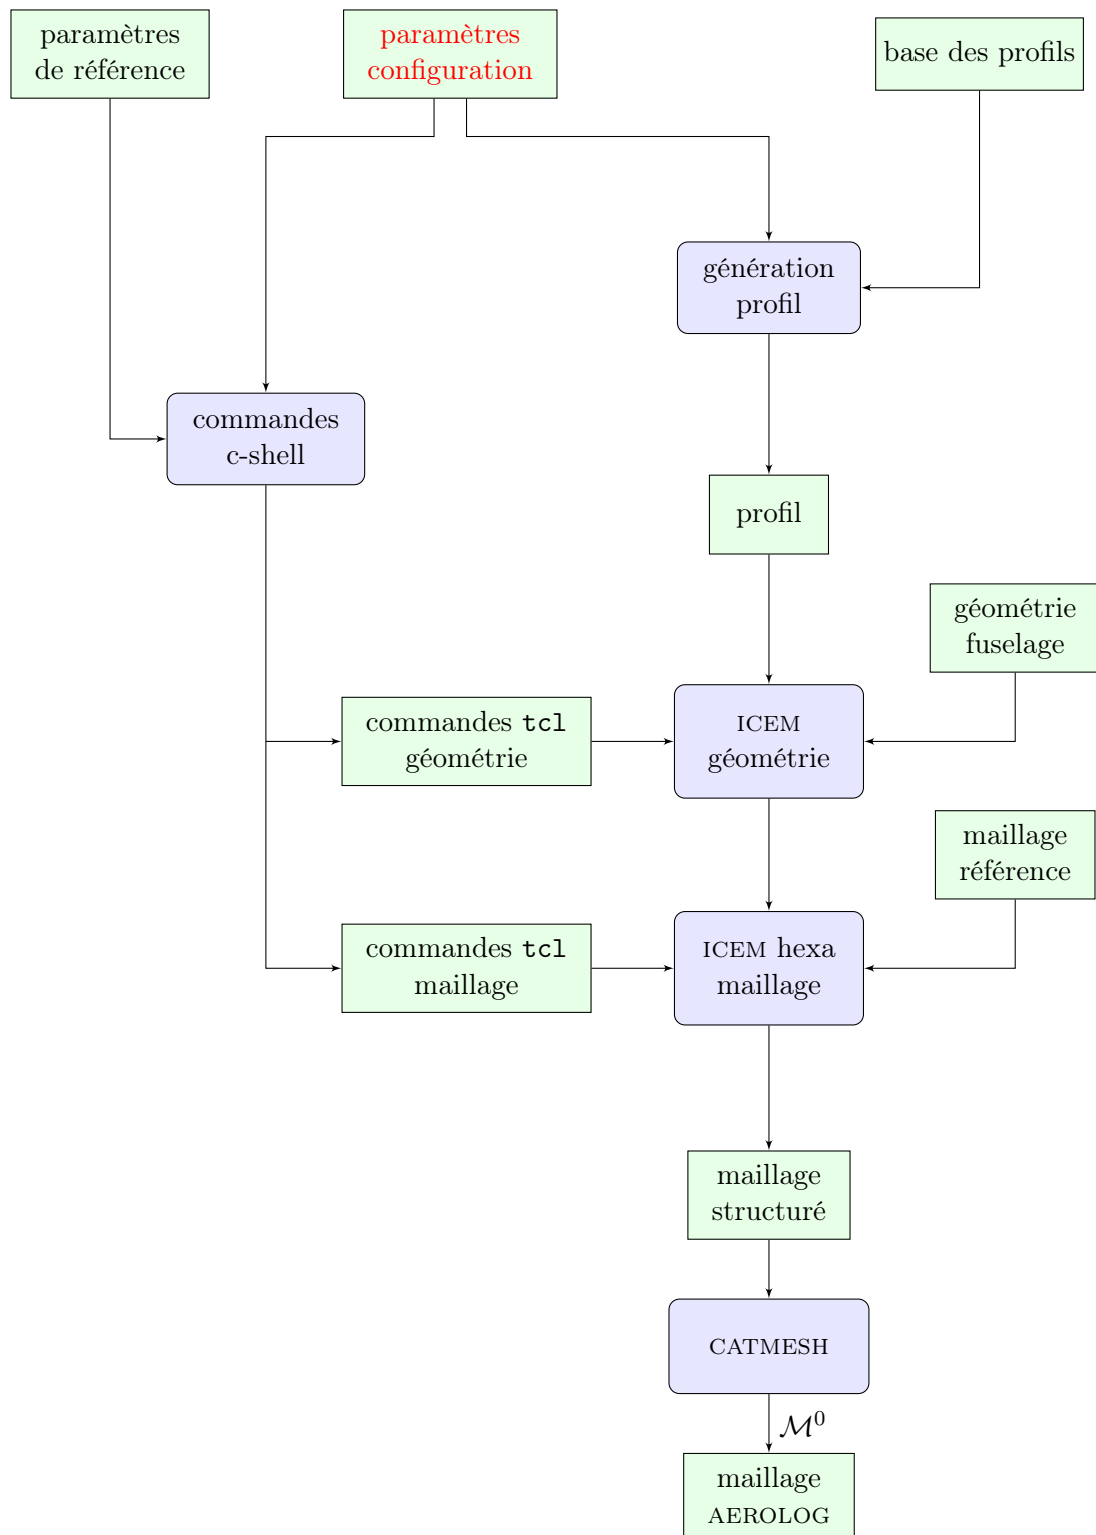 paramètres
de référence
paramètres
configuration
base des profils
génération
profil
commandes
c-shell
profil
géométrie
fuselage
commandes tcl
géométrie
ICEM
géométrie
maillage
référence
commandes tcl
maillage
ICEM hexa
maillage
maillage
structuré
CATMESH
ℳ⁰
maillage
AEROLOG